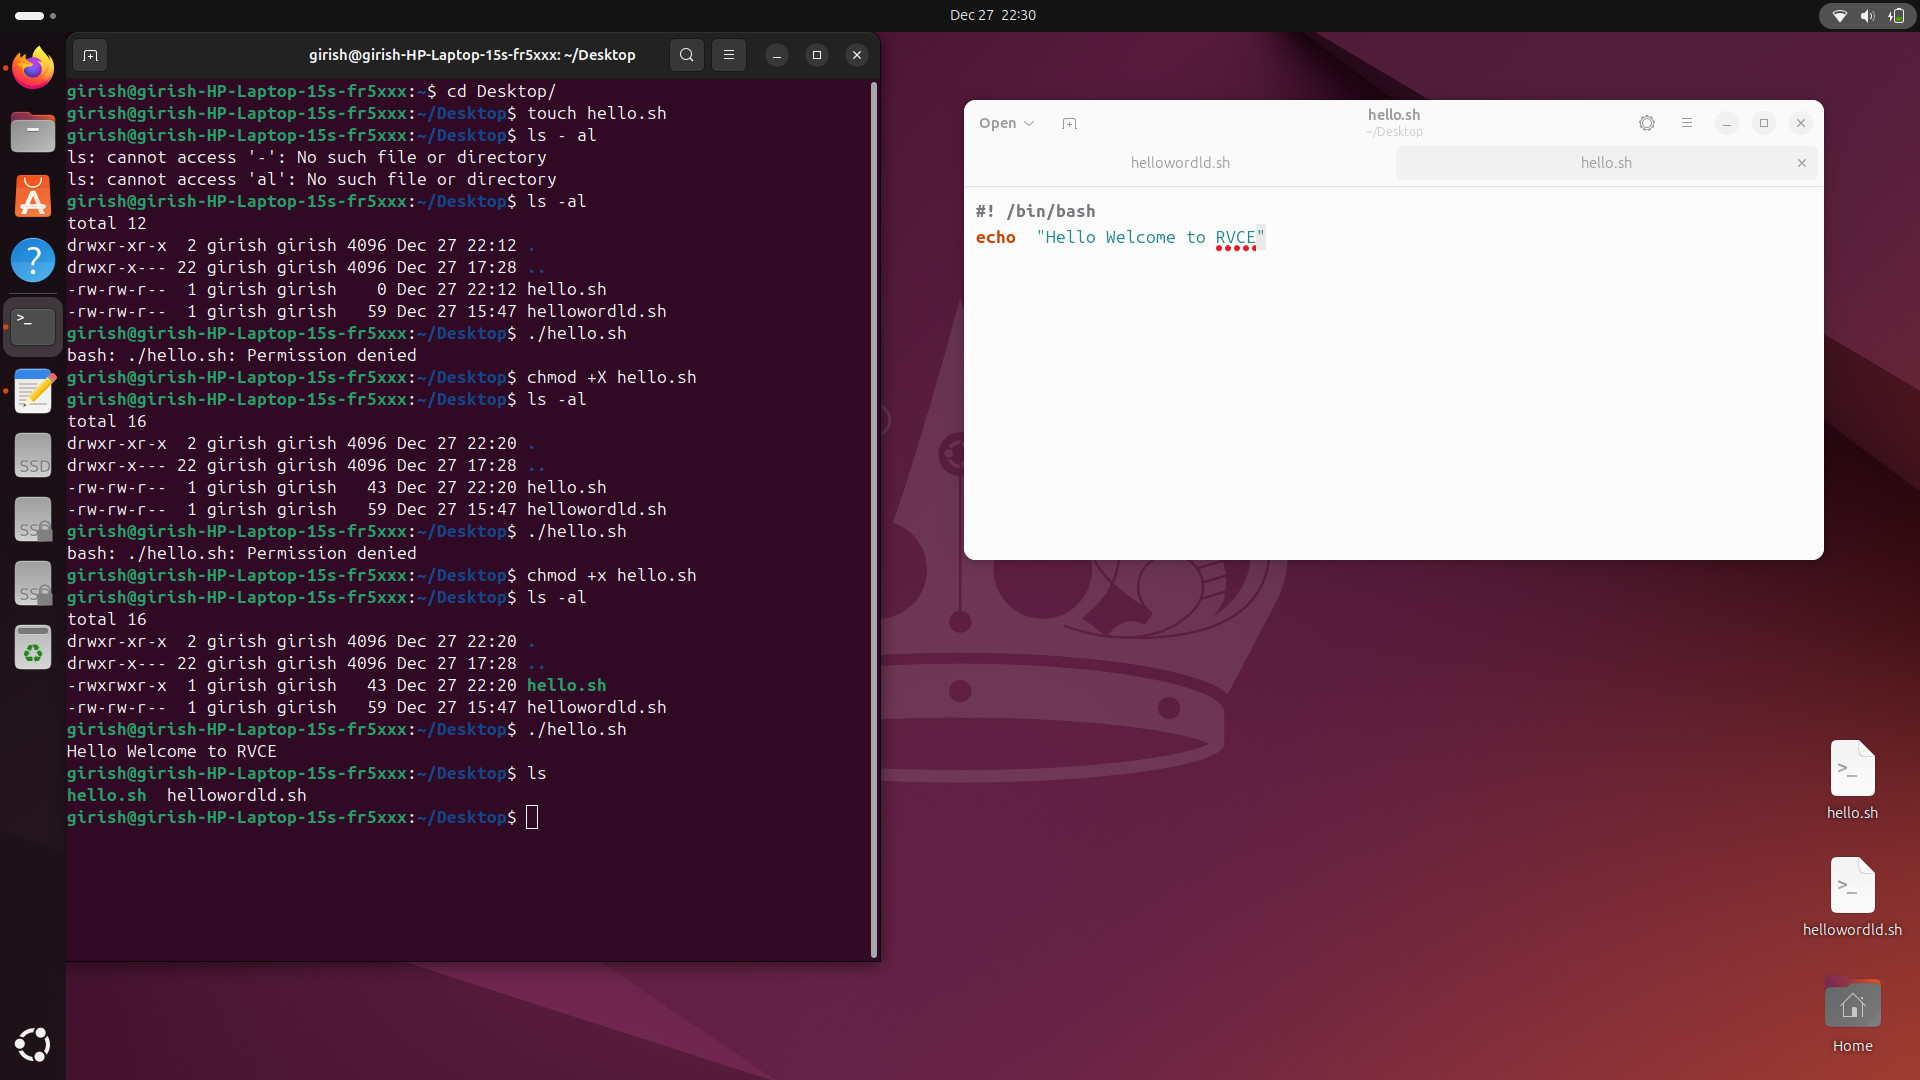 Dec 27 22:30
girish@girish-HP-Laptop-15s-fr5xxx: ~/Desktop
girish@girish-HP-Laptop-15s-fr5xxx:~$ cd Desktop/
girish@girish-HP-Laptop-15s-fr5xxx:~/Desktop$ touch hello.sh
girish@girish-HP-Laptop-15s-fr5xxx:~/Desktop$ ls - al
ls: cannot access '-': No such file or directory
ls: cannot access 'al': No such file or directory
girish@girish-HP-Laptop-15s-fr5xxx:~/Desktop$ ls -al
total 12
drwxr-xr-x  2 girish girish 4096 Dec 27 22:12 .
drwxr-x--- 22 girish girish 4096 Dec 27 17:28 ..
-rw-rw-r--  1 girish girish    0 Dec 27 22:12 hello.sh
-rw-rw-r--  1 girish girish   59 Dec 27 15:47 hellowordld.sh
girish@girish-HP-Laptop-15s-fr5xxx:~/Desktop$ ./hello.sh
bash: ./hello.sh: Permission denied
girish@girish-HP-Laptop-15s-fr5xxx:~/Desktop$ chmod +X hello.sh
girish@girish-HP-Laptop-15s-fr5xxx:~/Desktop$ ls -al
total 16
drwxr-xr-x  2 girish girish 4096 Dec 27 22:20 .
drwxr-x--- 22 girish girish 4096 Dec 27 17:28 ..
-rw-rw-r--  1 girish girish   43 Dec 27 22:20 hello.sh
-rw-rw-r--  1 girish girish   59 Dec 27 15:47 hellowordld.sh
girish@girish-HP-Laptop-15s-fr5xxx:~/Desktop$ ./hello.sh
bash: ./hello.sh: Permission denied
girish@girish-HP-Laptop-15s-fr5xxx:~/Desktop$ chmod +x hello.sh
girish@girish-HP-Laptop-15s-fr5xxx:~/Desktop$ ls -al
total 16
drwxr-xr-x  2 girish girish 4096 Dec 27 22:20 .
drwxr-x--- 22 girish girish 4096 Dec 27 17:28 ..
-rwxrwxr-x  1 girish girish   43 Dec 27 22:20 hello.sh
-rw-rw-r--  1 girish girish   59 Dec 27 15:47 hellowordld.sh
girish@girish-HP-Laptop-15s-fr5xxx:~/Desktop$ ./hello.sh
Hello Welcome to RVCE
girish@girish-HP-Laptop-15s-fr5xxx:~/Desktop$ ls
hello.sh  hellowordld.sh
girish@girish-HP-Laptop-15s-fr5xxx:~/Desktop$
Open
hello.sh
~/Desktop
hellowordld.sh
hello.sh
#! /bin/bash
echo  "Hello Welcome to RVCE"
SSD
SSD
SSD
hello.sh
hellowordld.sh
Home